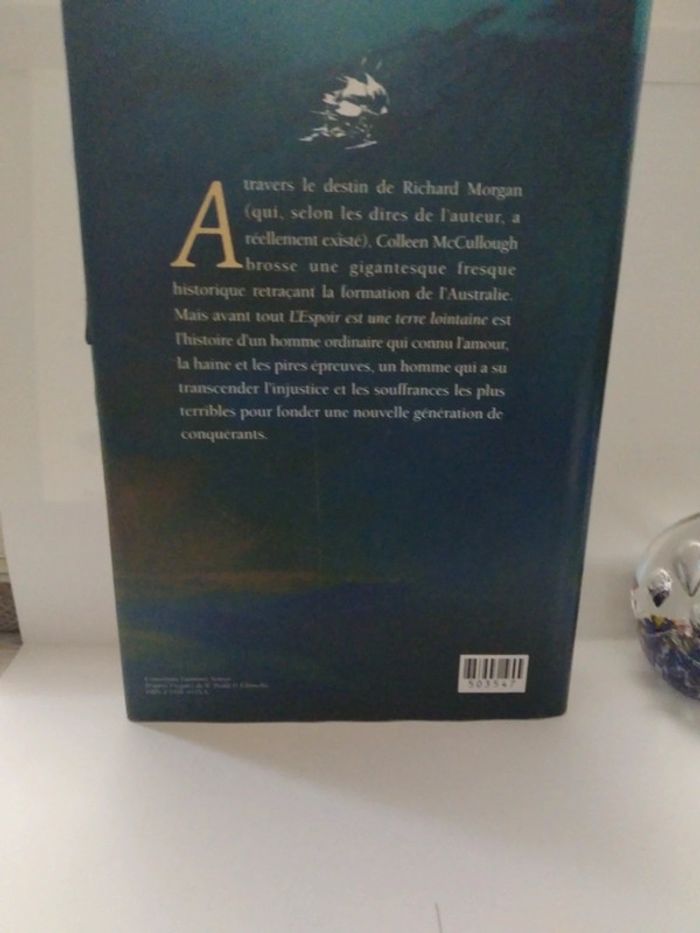 A travers le destin de Richard Morgan
(qui, selon les dires de l'auteur, a
réellement existé), Colleen McCullough
brosse une gigantesque fresque
historique retraçant la formation de l'Australie.
Mais avant tout L'Espoir est une terre lointaine est
l'histoire d'un homme ordinaire qui connu l'amour,
la haine et les pires épreuves, un homme qui a su
transcender l'injustice et les souffrances les plus
terribles pour fonder une nouvelle génération de
conquérants.
503547